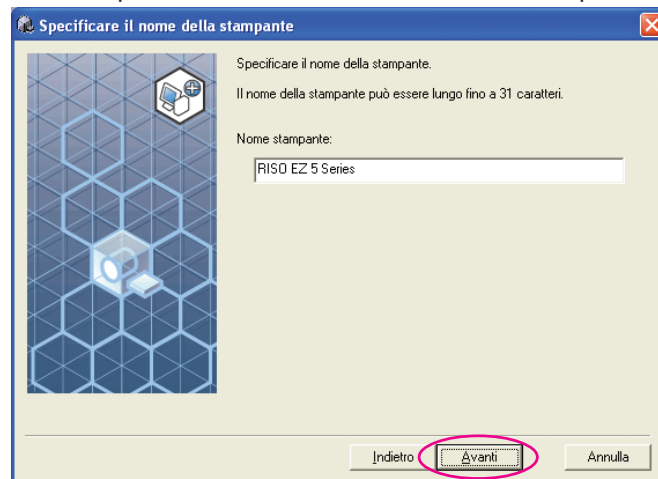 Specificare il nome della stampante
Specificare il nome della stampante.
Il nome della stampante può essere lungo fino a 31 caratteri.
Nome stampante:
RISO EZ 5 Series
Indietro
Avanti
Annulla